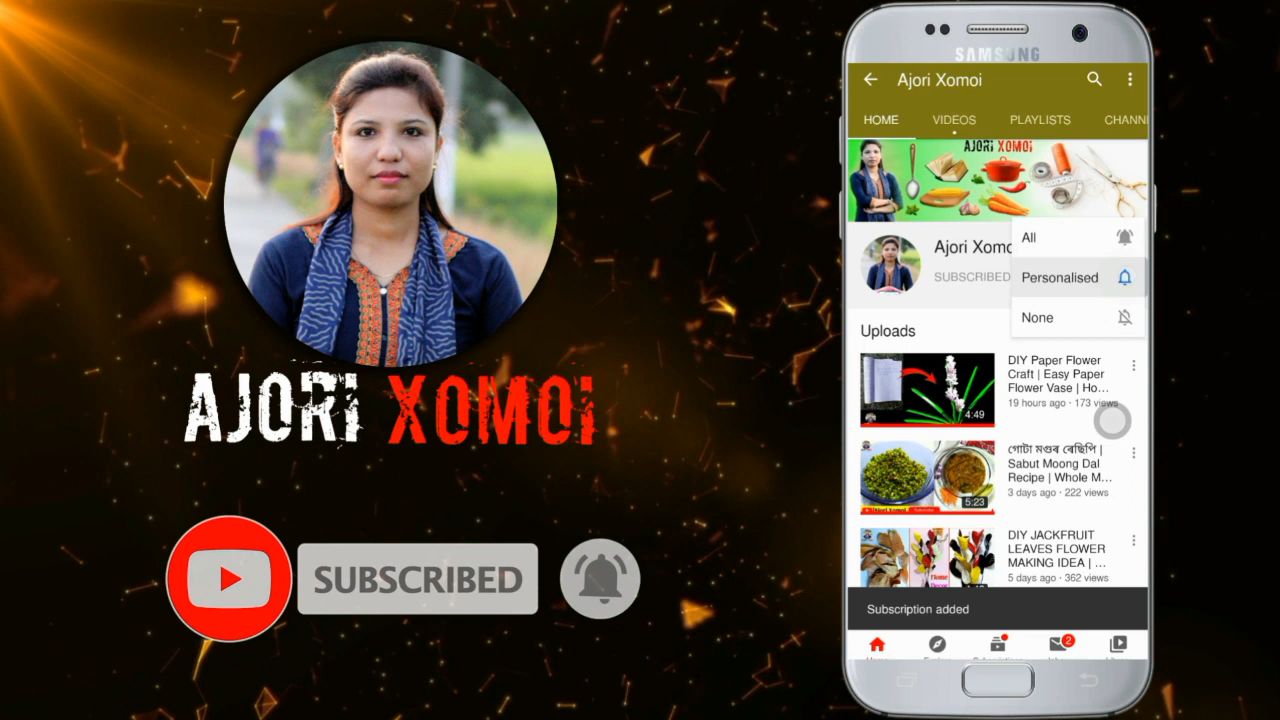 AJORI XOMOI
SUBSCRIBED
SAMSUNG
Ajori Xomoi
HOME VIDEOS PLAYLISTS CHANN
AJORI XOMOI
All
Ajori Xomo
Personalised
SUBSCRIBED
None
Uploads
DIY Paper Flower
Craft | Easy Paper
Flower Vase | Ho...
19 hours ago · 173 views
4:49
গোটা মগুৰ ৰেছিপি |
Sabut Moong Dal
Recipe | Whole M...
3 days ago · 222 views
5:23
DIY JACKFRUIT
LEAVES FLOWER
MAKING IDEA | ...
5 days ago · 362 views
Home
Decor
Subscription added
2